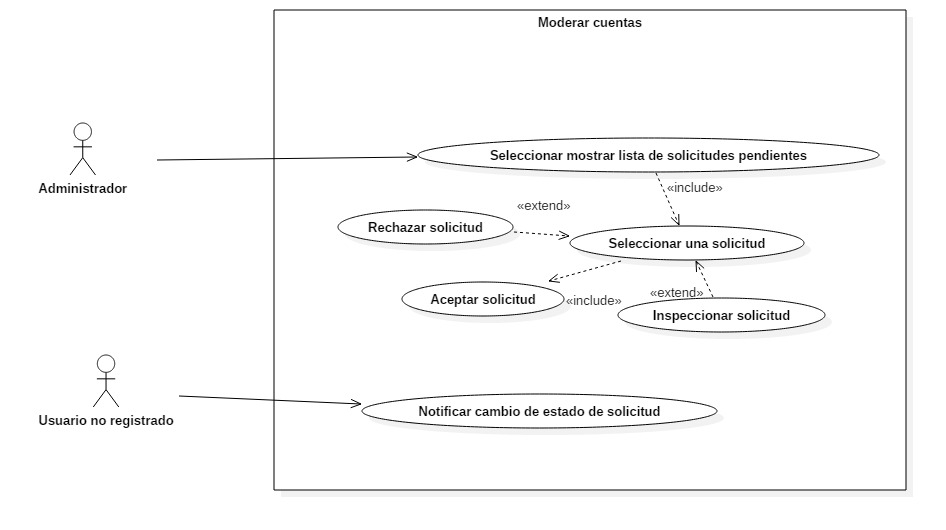 Moderar cuentas
Administrador
Seleccionar mostrar lista de solicitudes pendientes
«include»
«extend»
Rechazar solicitud
Seleccionar una solicitud
Aceptar solicitud
«include»
«extend»
Inspeccionar solicitud
Usuario no registrado
Notificar cambio de estado de solicitud